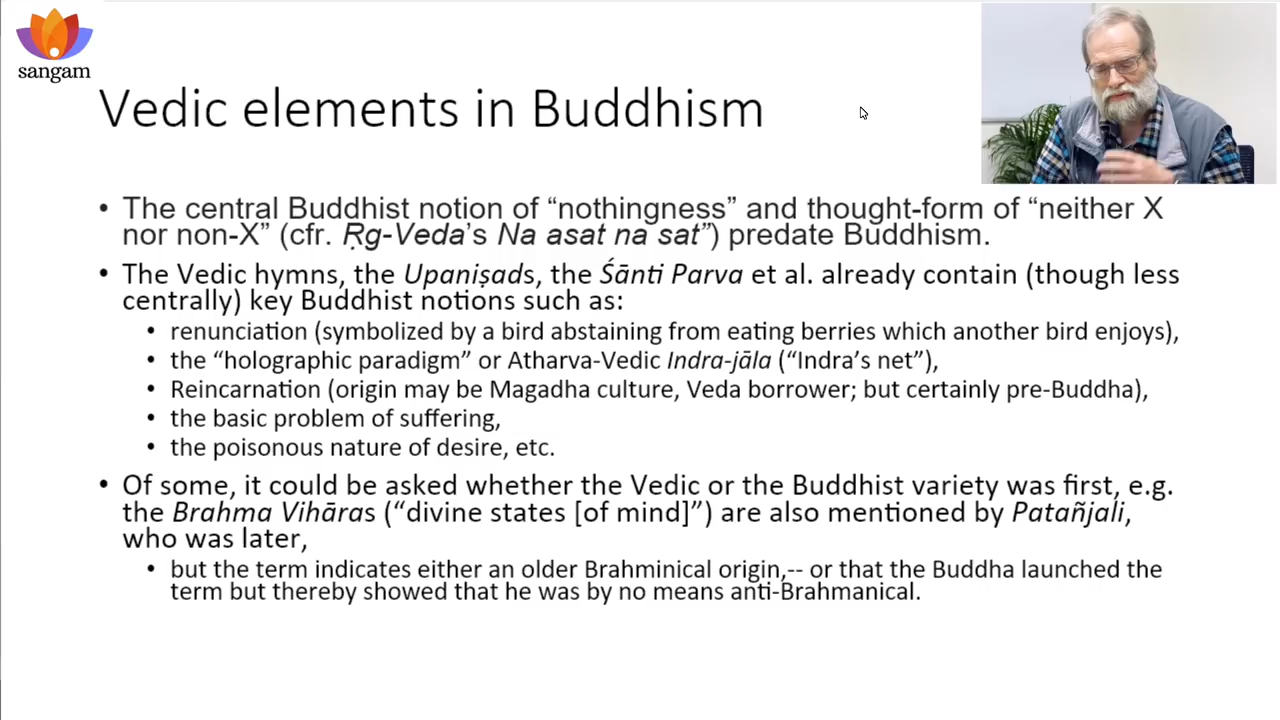 sangam
Vedic elements in Buddhism
• The central Buddhist notion of “nothingness” and thought-form of “neither X
nor non-X” (cfr. Ṛg-Veda’s Na asat na sat”) predate Buddhism.
• The Vedic hymns, the Upaniṣads, the Śānti Parva et al. already contain (though less
centrally) key Buddhist notions such as:
• renunciation (symbolized by a bird abstaining from eating berries which another bird enjoys),
• the “holographic paradigm” or Atharva-Vedic Indra-jāla (“Indra’s net”),
• Reincarnation (origin may be Magadha culture, Veda borrower; but certainly pre-Buddha),
• the basic problem of suffering,
• the poisonous nature of desire, etc.
• Of some, it could be asked whether the Vedic or the Buddhist variety was first, e.g.
the Brahma Vihāras (“divine states [of mind]”) are also mentioned by Patañjali,
who was later,
• but the term indicates either an older Brahminical origin,-- or that the Buddha launched the
term but thereby showed that he was by no means anti-Brahmanical.